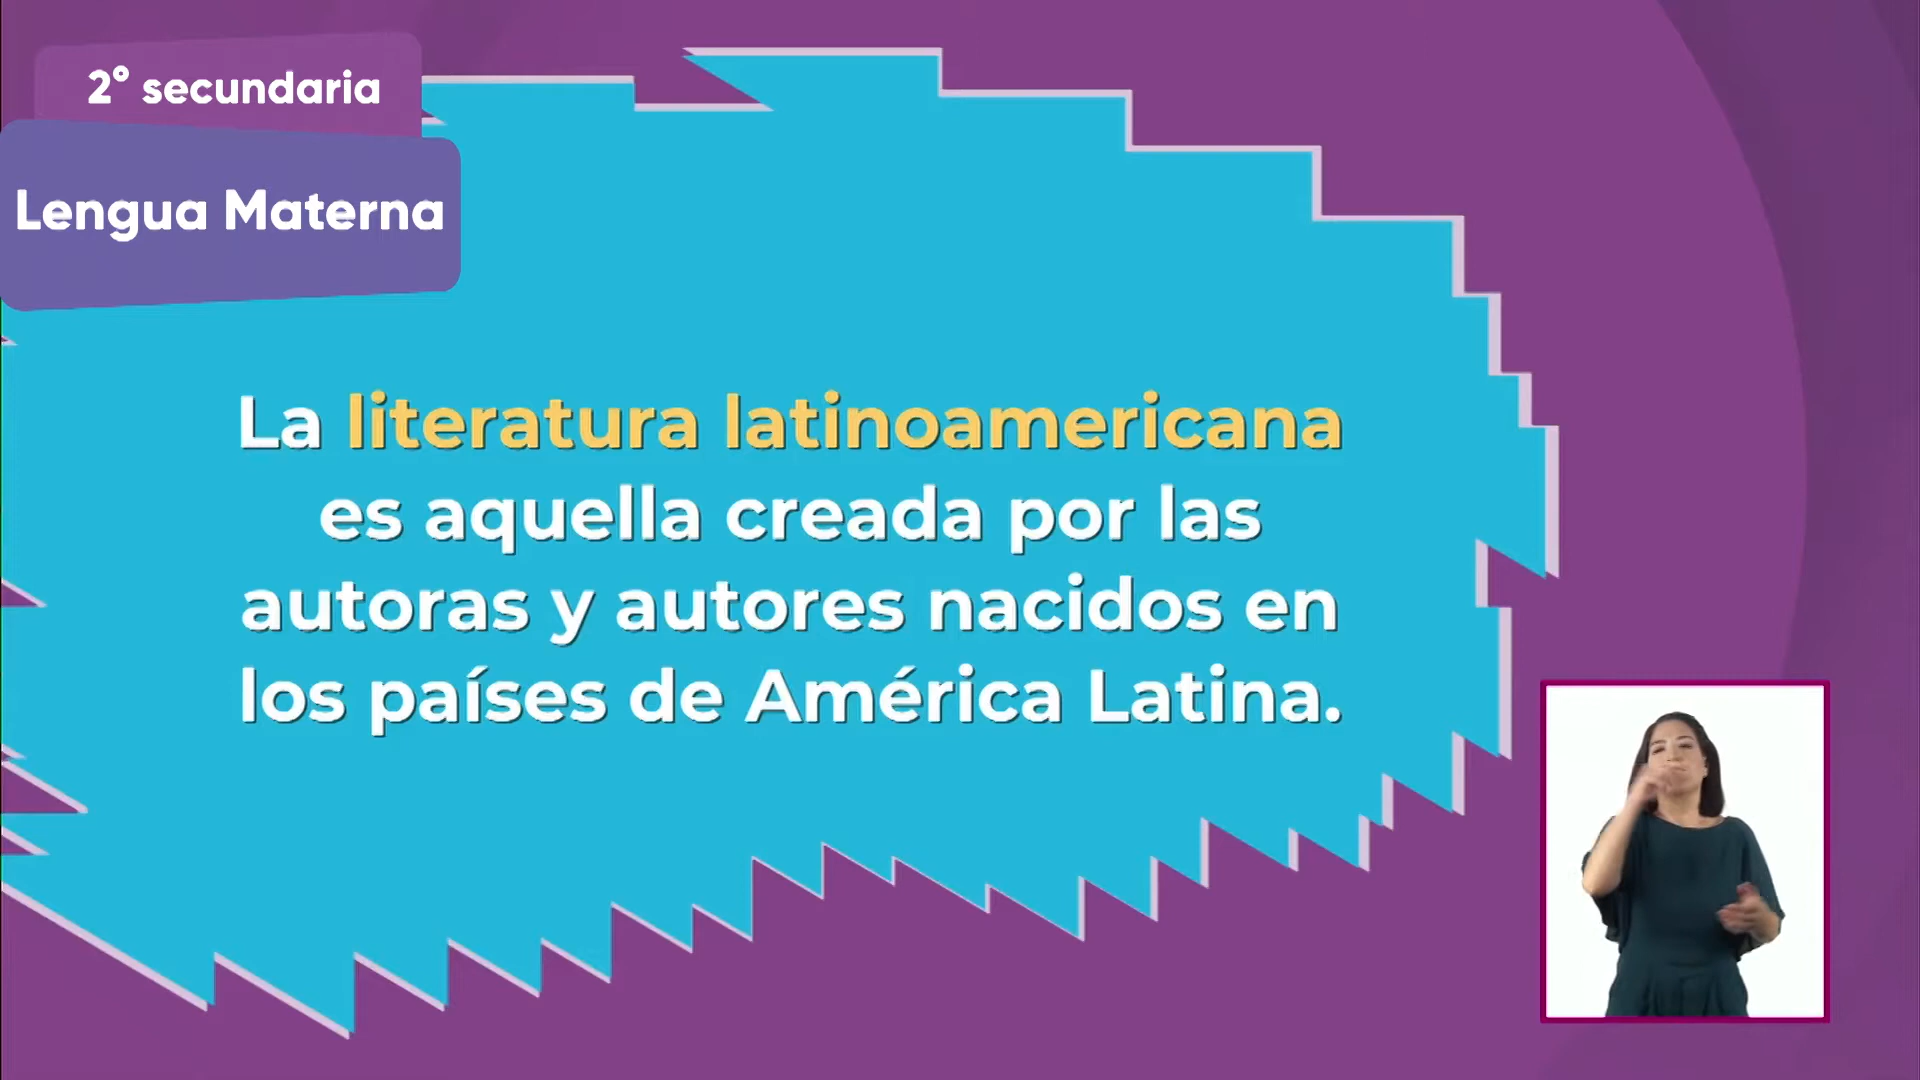 2° secundaria
Lengua Materna
La literatura latinoamericana
es aquella creada por las
autoras y autores nacidos en
los países de América Latina.